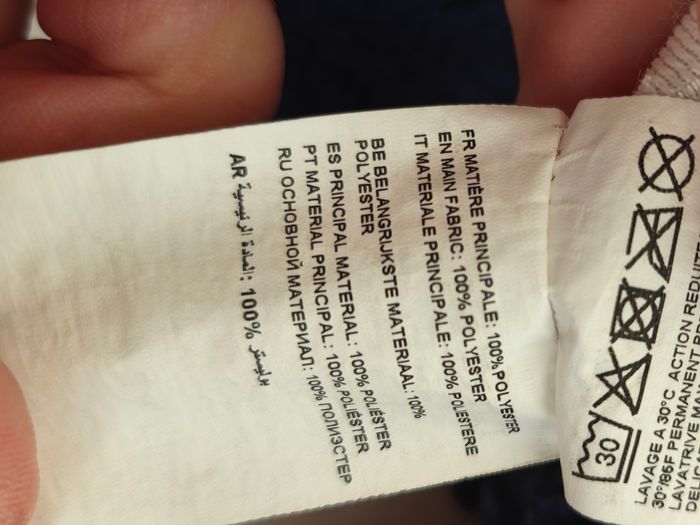 FR MATIÈRE PRINCIPALE: 100% POLYESTER
EN MAIN FABRIC: 100% POLYESTER
IT MATERIALE PRINCIPALE: 100% POLIESTERE
BE BELANGRIJKSTE MATERIAAL: 100%
POLYESTER
ES PRINCIPAL MATERIAL: 100% POLIÉSTER
PT MATERIAL PRINCIPAL: 100% POLIÉSTER
RU ОСНОВНОЙ МАТЕРИАЛ: 100% ПОЛИЭСТЕР
AR المادة الرئيسية: 100% بوليستر
30
LAVAGE A 30°C ACTION
30°/86F PERMANENT
LAVATRIVE